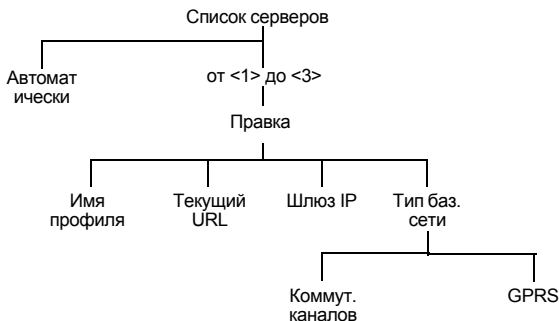 Список серверов
Автомат
ически
от <1> до <3>
Правка
Имя
профиля
Текущий
URL
Шлюз IP
Тип баз.
сети
Коммут.
каналов
GPRS